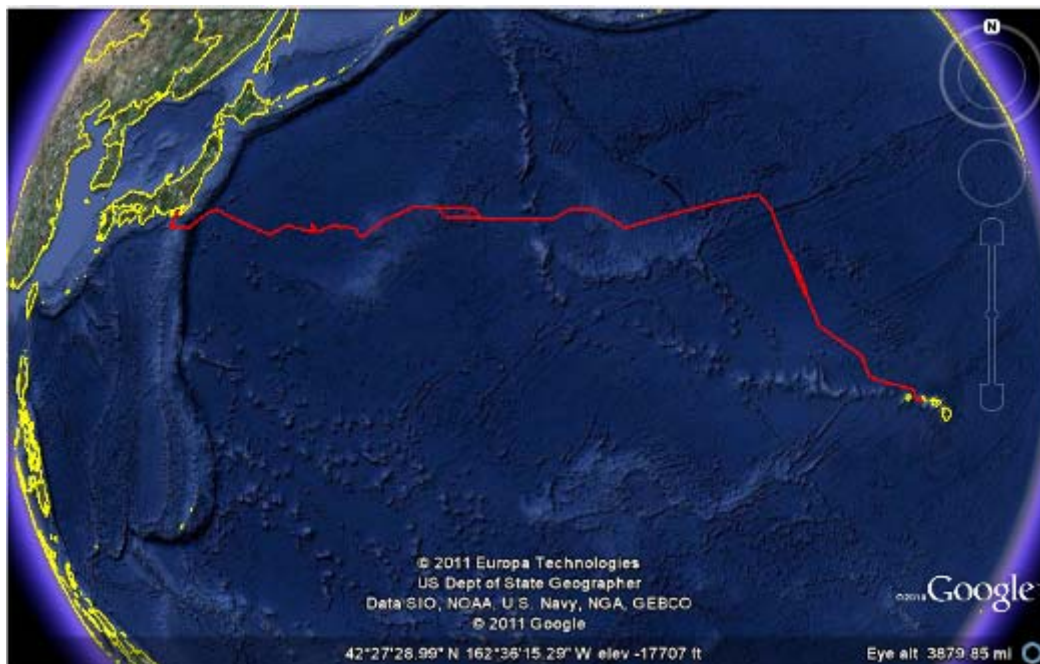 N
© 2011 Europa Technologies
US Dept of State Geographer
Data SIO, NOAA, U.S. Navy, NGA, GEBCO
© 2011 Google
Google
42°27'28.99" N 162°36'15.29" W elev -17707 ft
Eye alt 3879.85 mi